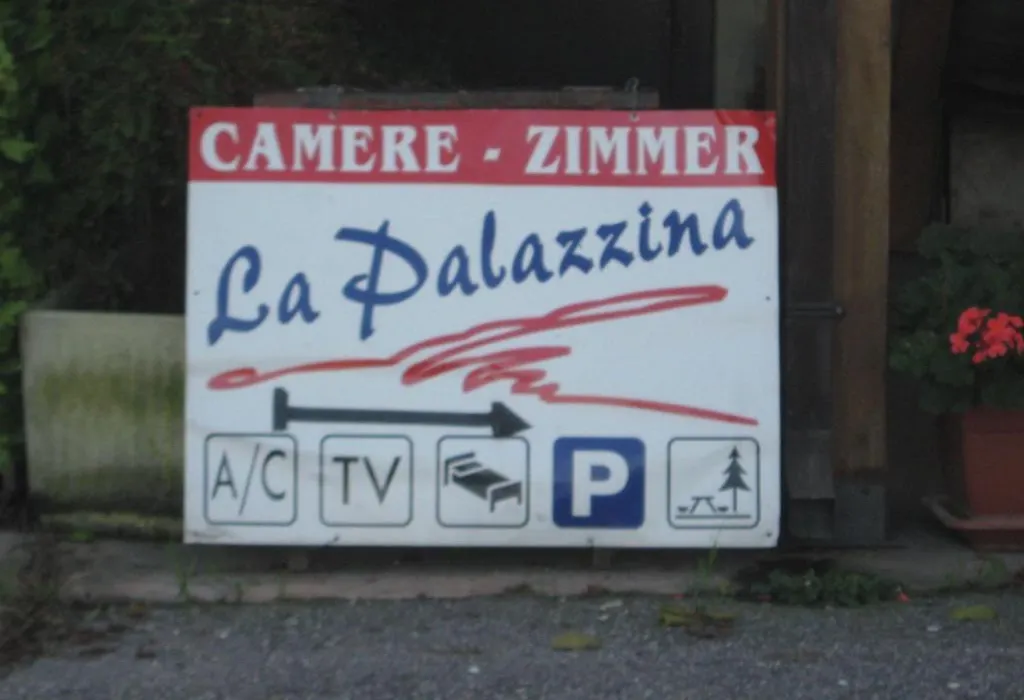 CAMERE - ZIMMER
La Palazzina
A/C TV P